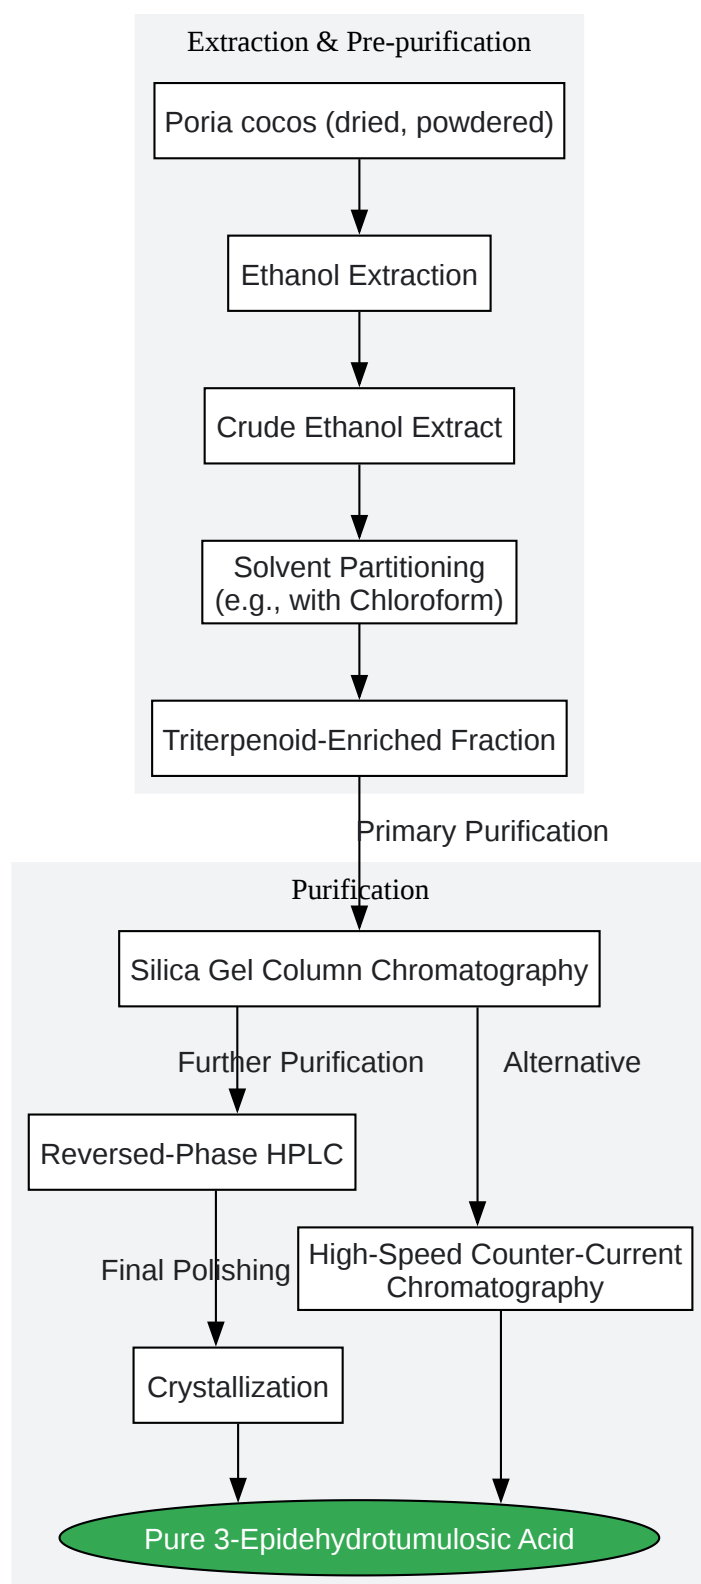 Extraction & Pre-purification
Poria cocos (dried, powdered)
Ethanol Extraction
Crude Ethanol Extract
Solvent Partitioning
(e.g., with Chloroform)
Triterpenoid-Enriched Fraction
Primary Purification
Purification
Silica Gel Column Chromatography
Further Purification
Alternative
Reversed-Phase HPLC
High-Speed Counter-Current
Chromatography
Final Polishing
Crystallization
Pure 3-Epidehydrotumulosic Acid